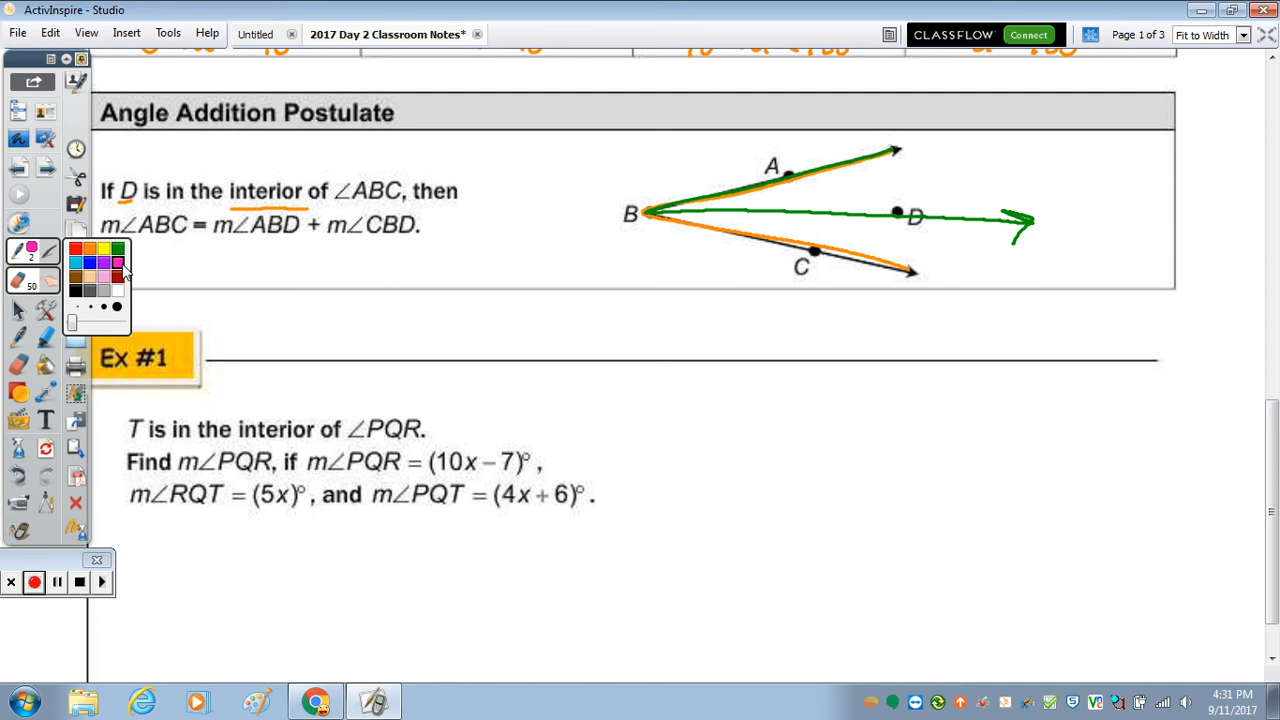 ActivInspire - Studio
File Edit View Insert Tools Help Untitled 2017 Day 2 Classroom Notes* CLASSFLOW Connect Page 1 of 3 Fit to Width
Angle Addition Postulate
If D is in the interior of ∠ABC, then
m∠ABC = m∠ABD + m∠CBD.
A
B
D
C
2
50
Ex #1
T is in the interior of ∠PQR.
Find m∠PQR, if m∠PQR = (10x − 7)°,
m∠RQT = (5x)°, and m∠PQT = (4x + 6)°.
4:31 PM
9/11/2017